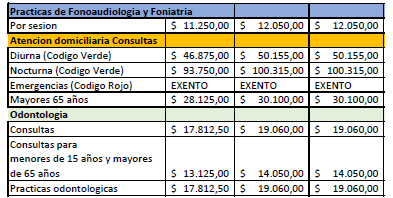 Practicas de Fonoaudiologia y Foniatria
Por sesion $ 11.250,00 $ 12.050,00 $ 12.050,00
Atencion domiciliaria Consultas
Diurna (Codigo Verde) $ 46.875,00 $ 50.155,00 $ 50.155,00
Nocturna (Codigo Verde) $ 93.750,00 $ 100.315,00 $ 100.315,00
Emergencias (Codigo Rojo) EXENTO EXENTO EXENTO
Mayores 65 años $ 28.125,00 $ 30.100,00 $ 30.100,00
Odontologia
Consultas $ 17.812,50 $ 19.060,00 $ 19.060,00
Consultas para
menores de 15 años y mayores
de 65 años $ 13.125,00 $ 14.050,00 $ 14.050,00
Practicas odontologicas $ 17.812,50 $ 19.060,00 $ 19.060,00